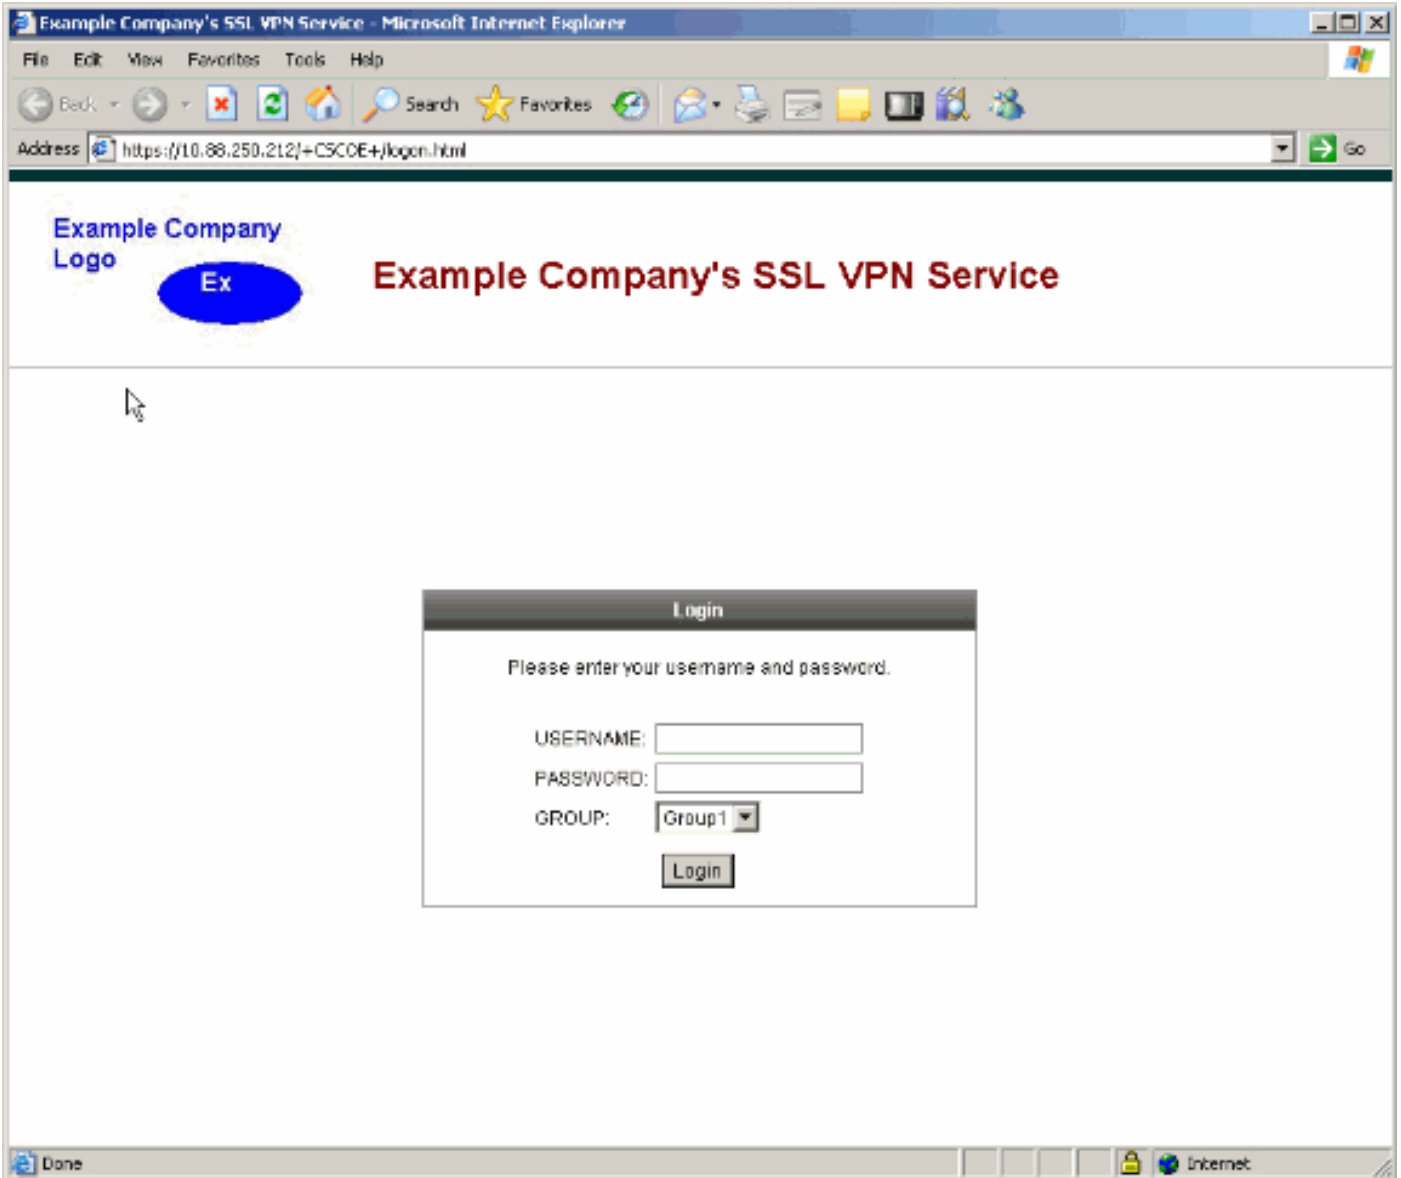 Example Company's SSL VPN Service - Microsoft Internet Explorer
File Edit View Favorites Tools Help
Back Search Favorites
Address https://10.88.250.212/+CSCOE+/logon.html Go
Example Company
Logo
Ex
Example Company's SSL VPN Service
Login
Please enter your username and password.
USERNAME:
PASSWORD:
GROUP: Group1
Login
Done Internet